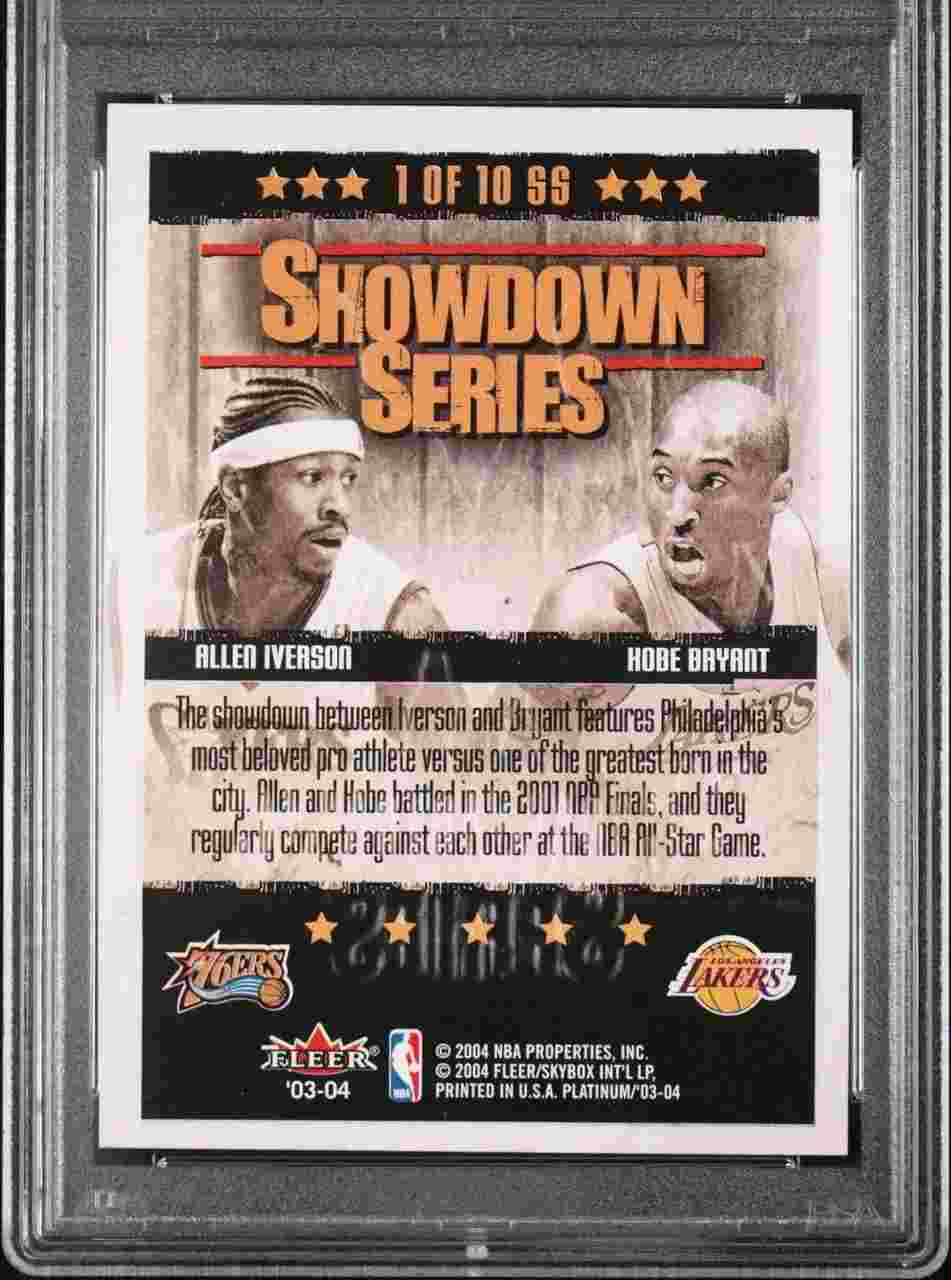 1 OF 10 SS
SHOWDOWN
SERIES
ALLEN IVERSON
KOBE BRYANT
The showdown between Iverson and Bryant features Philadelphia's
most beloved pro athlete versus one of the greatest born in the
city. Allen and Kobe battled in the 2001 NBA Finals, and they
regularly compete against each other at the NBA All-Star Game.
76ERS
LOS ANGELES
LAKERS
FLEER®
'03-04
NBA
© 2004 NBA PROPERTIES, INC.
© 2004 FLEER/SKYBOX INT'L LP.
PRINTED IN U.S.A. PLATINUM/'03-04